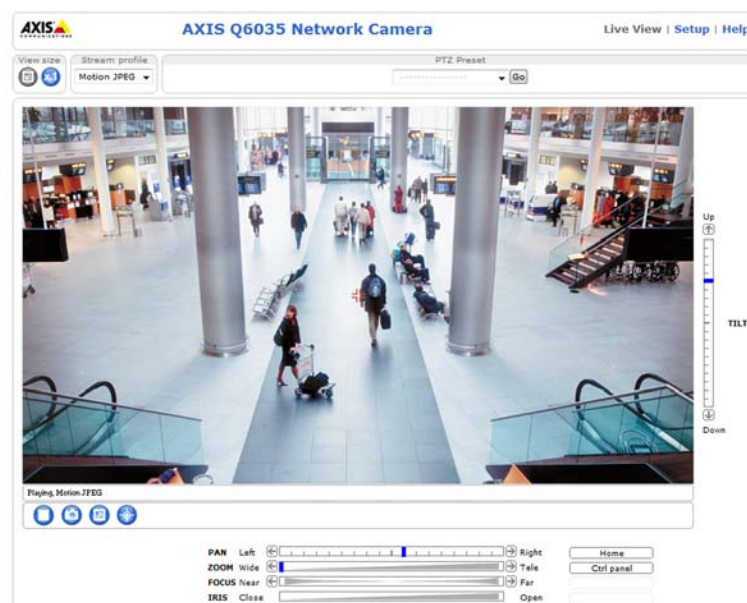 AXIS
COMMUNICATIONS
AXIS Q6035 Network Camera
Live View | Setup | Help
View size
Stream profile
PTZ Preset
x1
Motion JPEG
Go
Up
TILT
Down
Playing, Motion JPEG
PAN Left Right Home
ZOOM Wide Tele Ctrl panel
FOCUS Near Far
IRIS Close Open